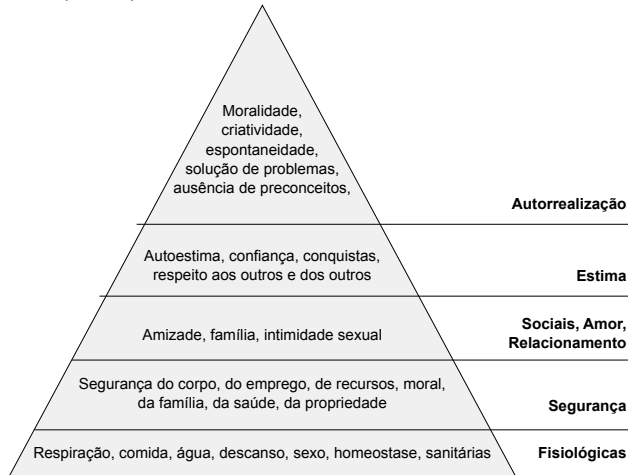 Moralidade,
criatividade,
espontaneidade,
solução de problemas,
ausência de preconceitos,
Autorrealização
Autoestima, confiança, conquistas,
respeito aos outros e dos outros
Estima
Amizade, família, intimidade sexual
Sociais, Amor,
Relacionamento
Segurança do corpo, do emprego, de recursos, moral,
da família, da saúde, da propriedade
Segurança
Respiração, comida, água, descanso, sexo, homeostase, sanitárias
Fisiológicas